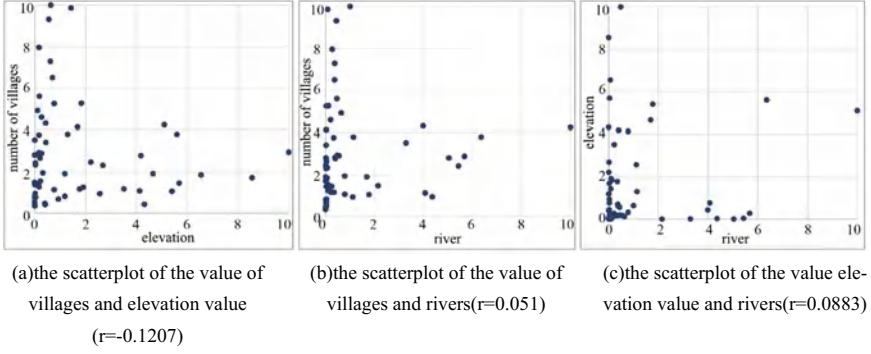 10
8
6
4
2
0
number of villages
0 2 4 6 8 10
elevation
10
8
6
4
2
0
number of villages
0 2 4 6 8 10
river
10
8
6
4
2
0
elevation
0 2 4 6 8 10
river
(a)the scatterplot of the value of
villages and elevation value
(r=-0.1207)
(b)the scatterplot of the value of
villages and rivers(r=0.051)
(c)the scatterplot of the value ele-
vation value and rivers(r=0.0883)